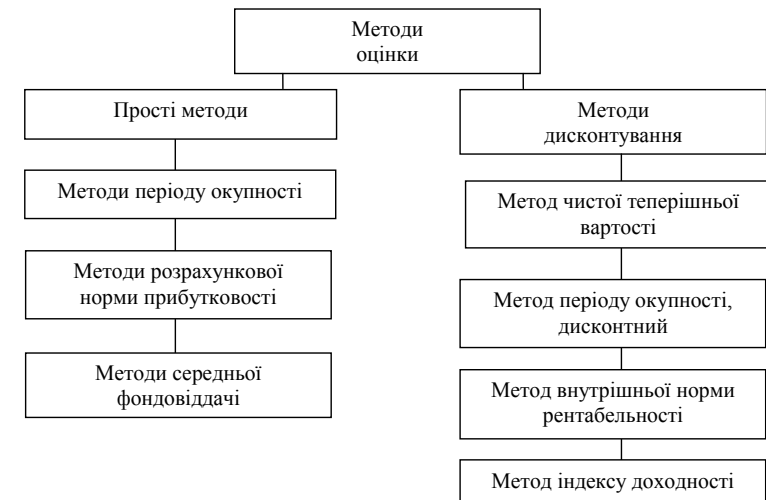 Методи
оцінки
Прості методи
Методи періоду окупності
Методи розрахункової
норми прибутковості
Методи середньої
фондовіддачі
Методи
дисконтування
Метод чистої теперішньої
вартості
Метод періоду окупності,
дисконтний
Метод внутрішньої норми
рентабельності
Метод індексу доходності